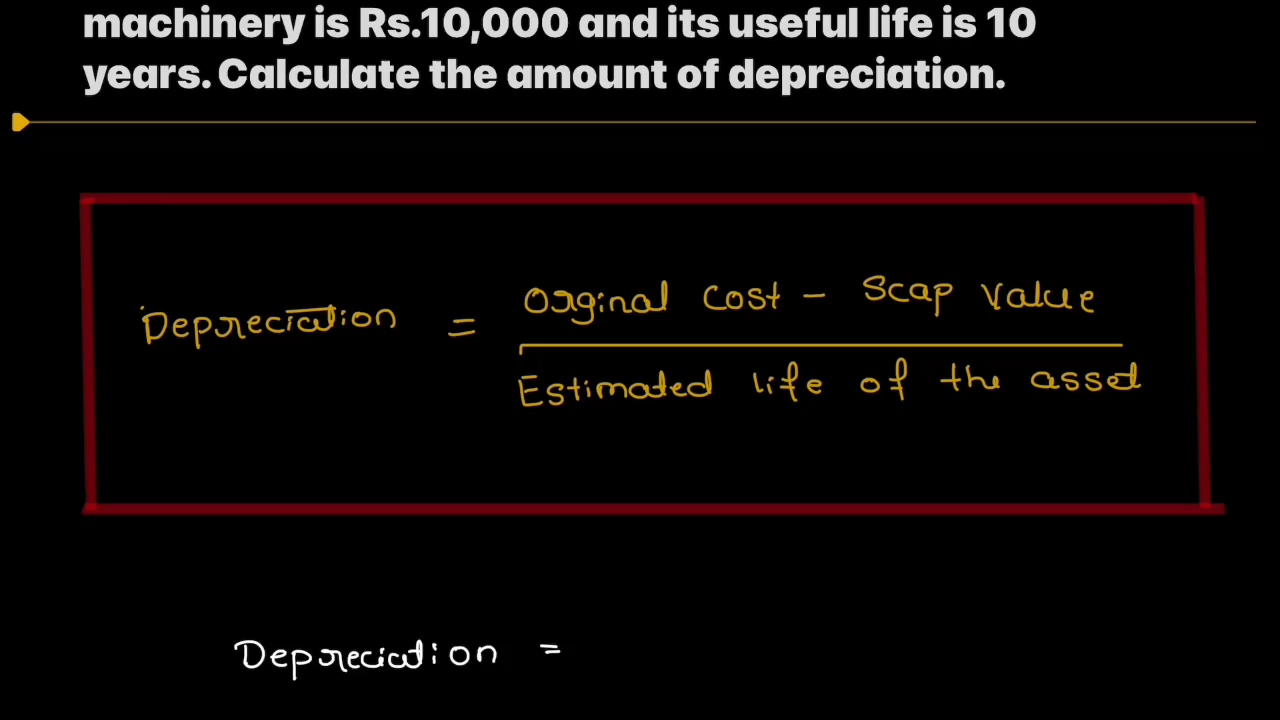 machinery is Rs.10,000 and its useful life is 10
years. Calculate the amount of depreciation.
Depreciation = Orginal cost - Scap value
Estimated life of the asset
Depreciation =